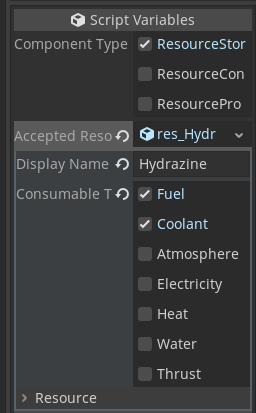 Script Variables
Component Type ResourceStor
ResourceCon
ResourcePro
Accepted Reso res_Hydr
Display Name Hydrazine
Consumable T Fuel
Coolant
Atmosphere
Electricity
Heat
Water
Thrust
Resource